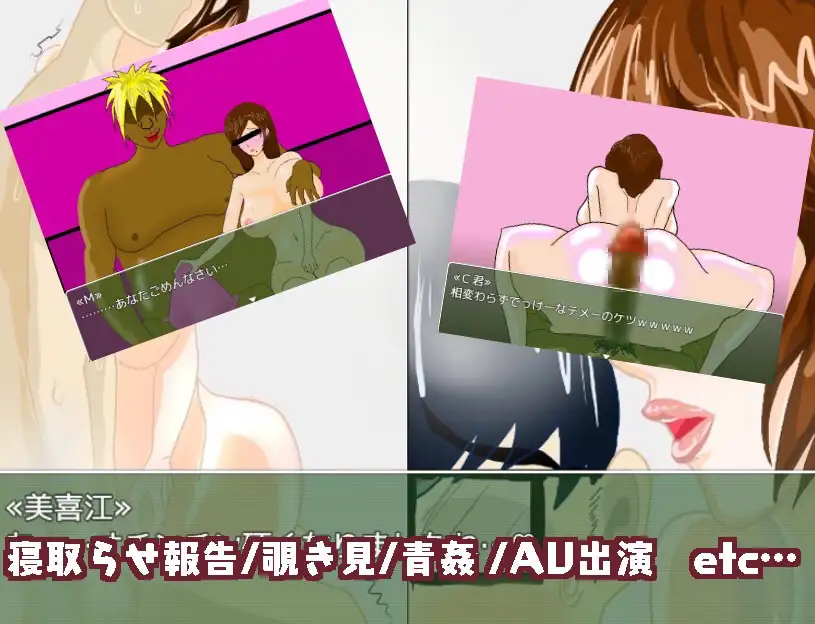 «M»
………あなたごめんなさい…
«C君»
相変わらずでっけーなテメーのケツｗｗｗｗｗ
«美喜江»
寝取らせ報告/覗き見/青姦 /AV出演　etc…